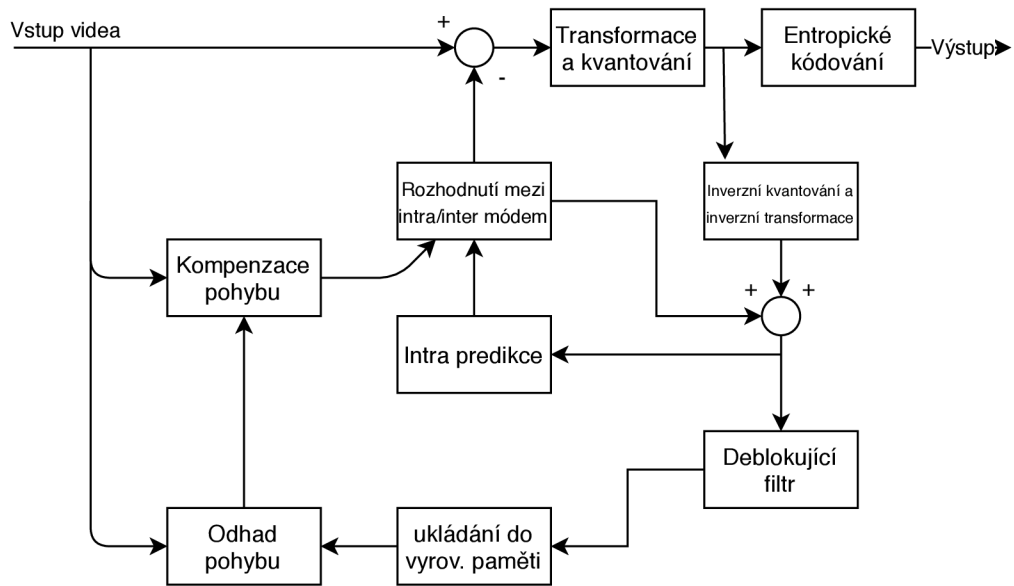 Vstup videa
+
-
Transformace
a kvantování
Entropické
kódování
Výstup
Rozhodnutí mezi
intra/inter módem
Inverzní kvantování a
inverzní transformace
Kompenzace
pohybu
+ +
Intra predikce
Deblokující
filtr
Odhad
pohybu
ukládání do
vyrov. paměti